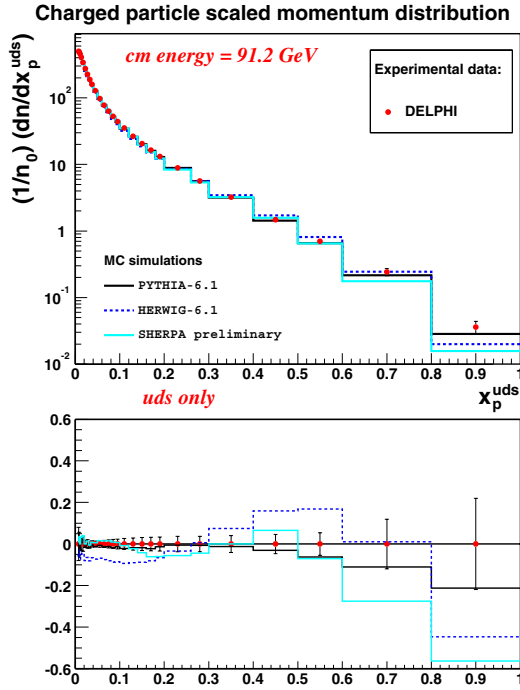 Charged particle scaled momentum distribution
cm energy = 91.2 GeV
Experimental data:
DELPHI
(1/n₀) (dn/dxₚᵘᵈˢ)
10²
10
1
10⁻¹
10⁻²
MC simulations
PYTHIA-6.1
HERWIG-6.1
SHERPA preliminary
0 0.1 0.2 0.3 0.4 0.5 0.6 0.7 0.8 0.9 1
uds only
xₚᵘᵈˢ
0.6
0.4
0.2
0
-0.2
-0.4
-0.6
0 0.1 0.2 0.3 0.4 0.5 0.6 0.7 0.8 0.9 1